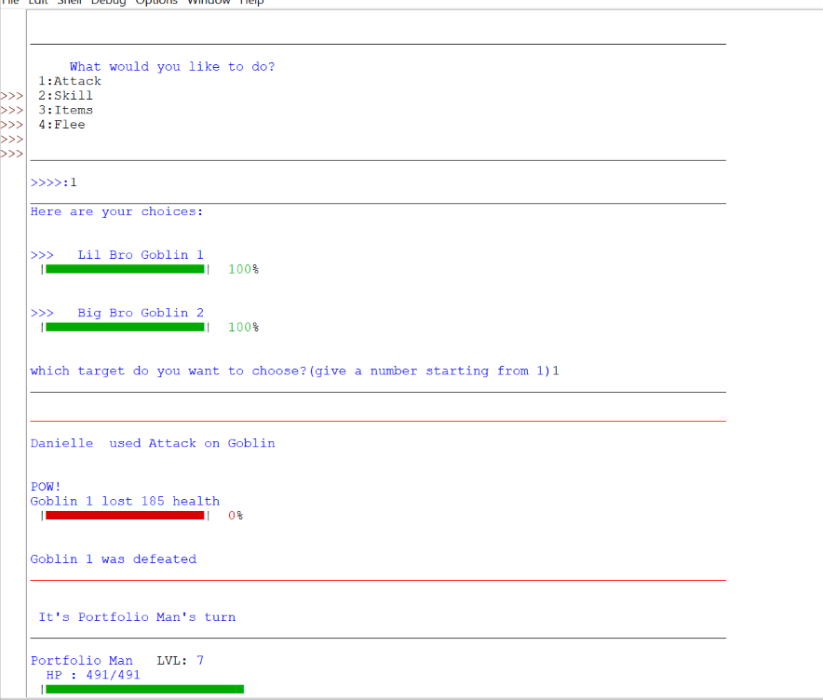 File Edit Shell Debug Options Window Help
What would you like to do?
1:Attack
>>> 2:Skill
>>> 3:Items
>>> 4:Flee
>>>
>>>
>>>>:1
Here are your choices:
>>> Lil Bro Goblin 1
| | 100%
>>> Big Bro Goblin 2
| | 100%
which target do you want to choose?(give a number starting from 1)1
Danielle  used Attack on Goblin
POW!
Goblin 1 lost 185 health
| | 0%
Goblin 1 was defeated
It's Portfolio Man's turn
Portfolio Man   LVL: 7
HP : 491/491
|